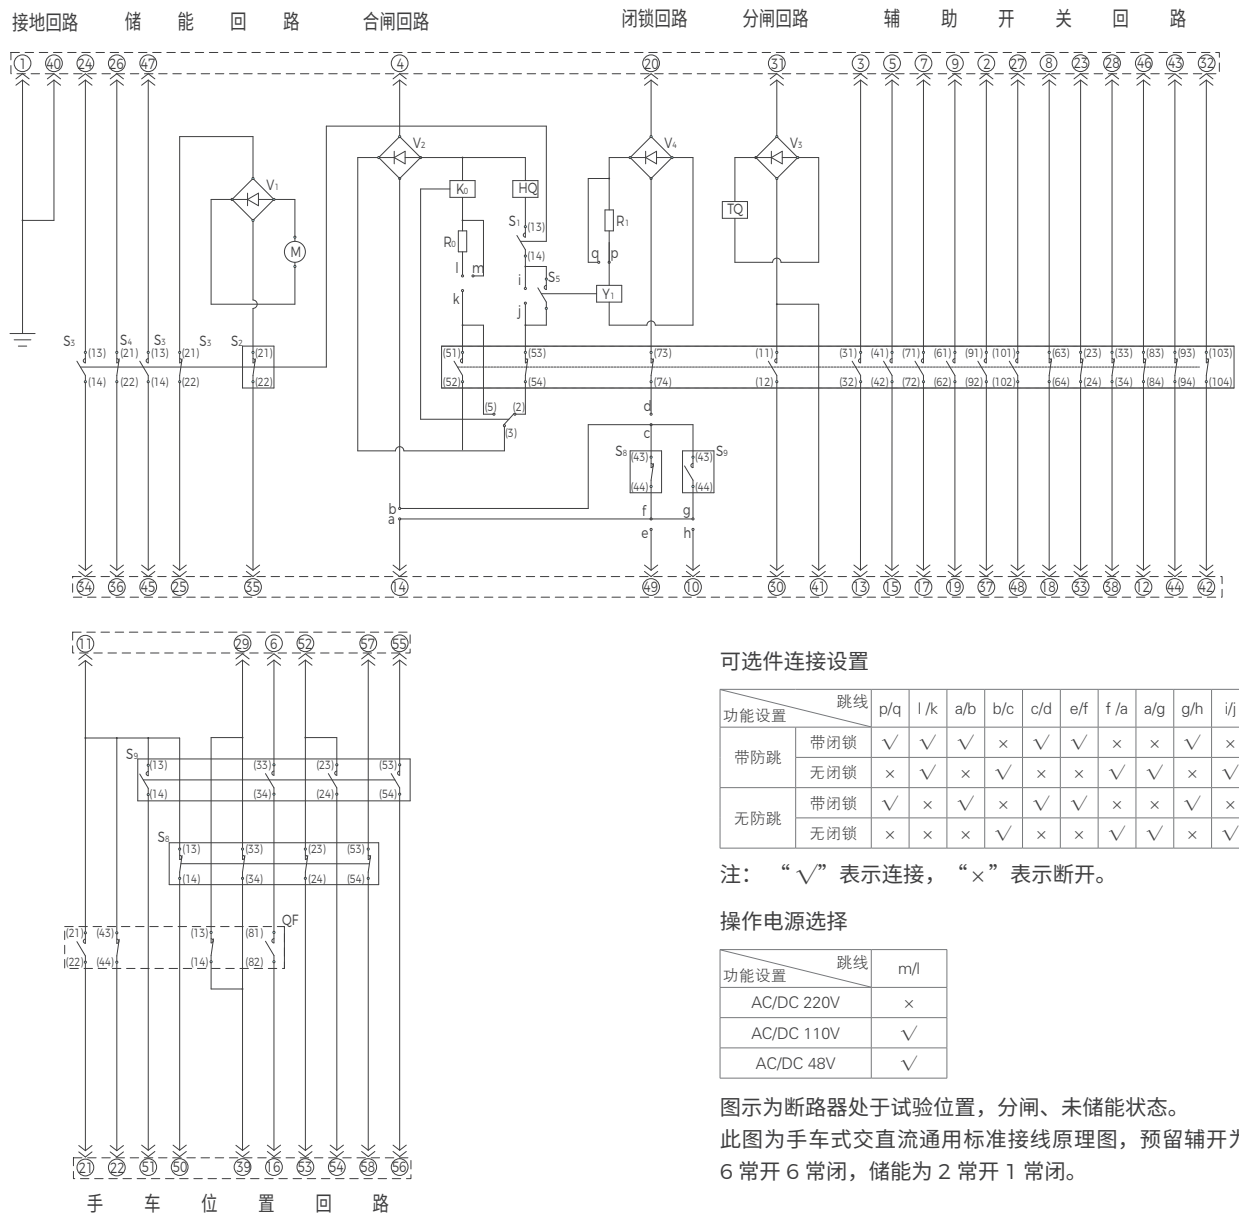 接地回路 储能回路 合闸回路 闭锁回路 分闸回路 辅助开关回路
1 40 24 26 47 4 20 31 3 5 7 9 2 27 8 23 28 46 43 32
V2 V4 V3
V1 K0 HQ TQ
S1 (13) R1
R0 M (14) q p
l m i S5
k j Y1
S3 S4 S3 S3 S2
(13) (21) (13) (21) (21) (51) (53) (73) (11) (31) (41) (71) (61) (91) (101) (63) (23) (33) (83) (93) (103)
(14) (22) (14) (22) (22) (52) (54) (74) (12) (32) (42) (72) (62) (92) (102) (64) (24) (34) (84) (94) (104)
(5) (2) d
(3) c
S8 (43) (43) S9
(44) (44)
b f g
a e h
34 36 45 25 35 14 49 10 30 41 13 15 17 19 37 48 18 33 38 12 44 42
11 29 6 52 57 55
S9 (13) (33) (23) (53)
(14) (34) (24) (54)
S8 (13) (33) (23) (53)
(14) (34) (24) (54)
QF
(21) (43) (13) (81)
(22) (44) (14) (82)
21 22 51 50 39 16 53 54 58 56
手车位置回路
可选件连接设置
跳线 功能设置 p/q l/k a/b b/c c/d e/f f/a a/g g/h i/j
带防跳 带闭锁 √ √ √ × √ √ × × √ ×
无闭锁 × √ × √ × × √ √ × √
无防跳 带闭锁 √ × √ × √ √ × × √ ×
无闭锁 × × × √ × × √ √ × √
注： “√”表示连接，“×”表示断开。
操作电源选择
跳线 功能设置 m/l
AC/DC 220V ×
AC/DC 110V √
AC/DC 48V √
图示为断路器处于试验位置，分闸、未储能状态。
此图为手车式交直流通用标准接线原理图，预留辅开为
6 常开 6 常闭，储能为 2 常开 1 常闭。